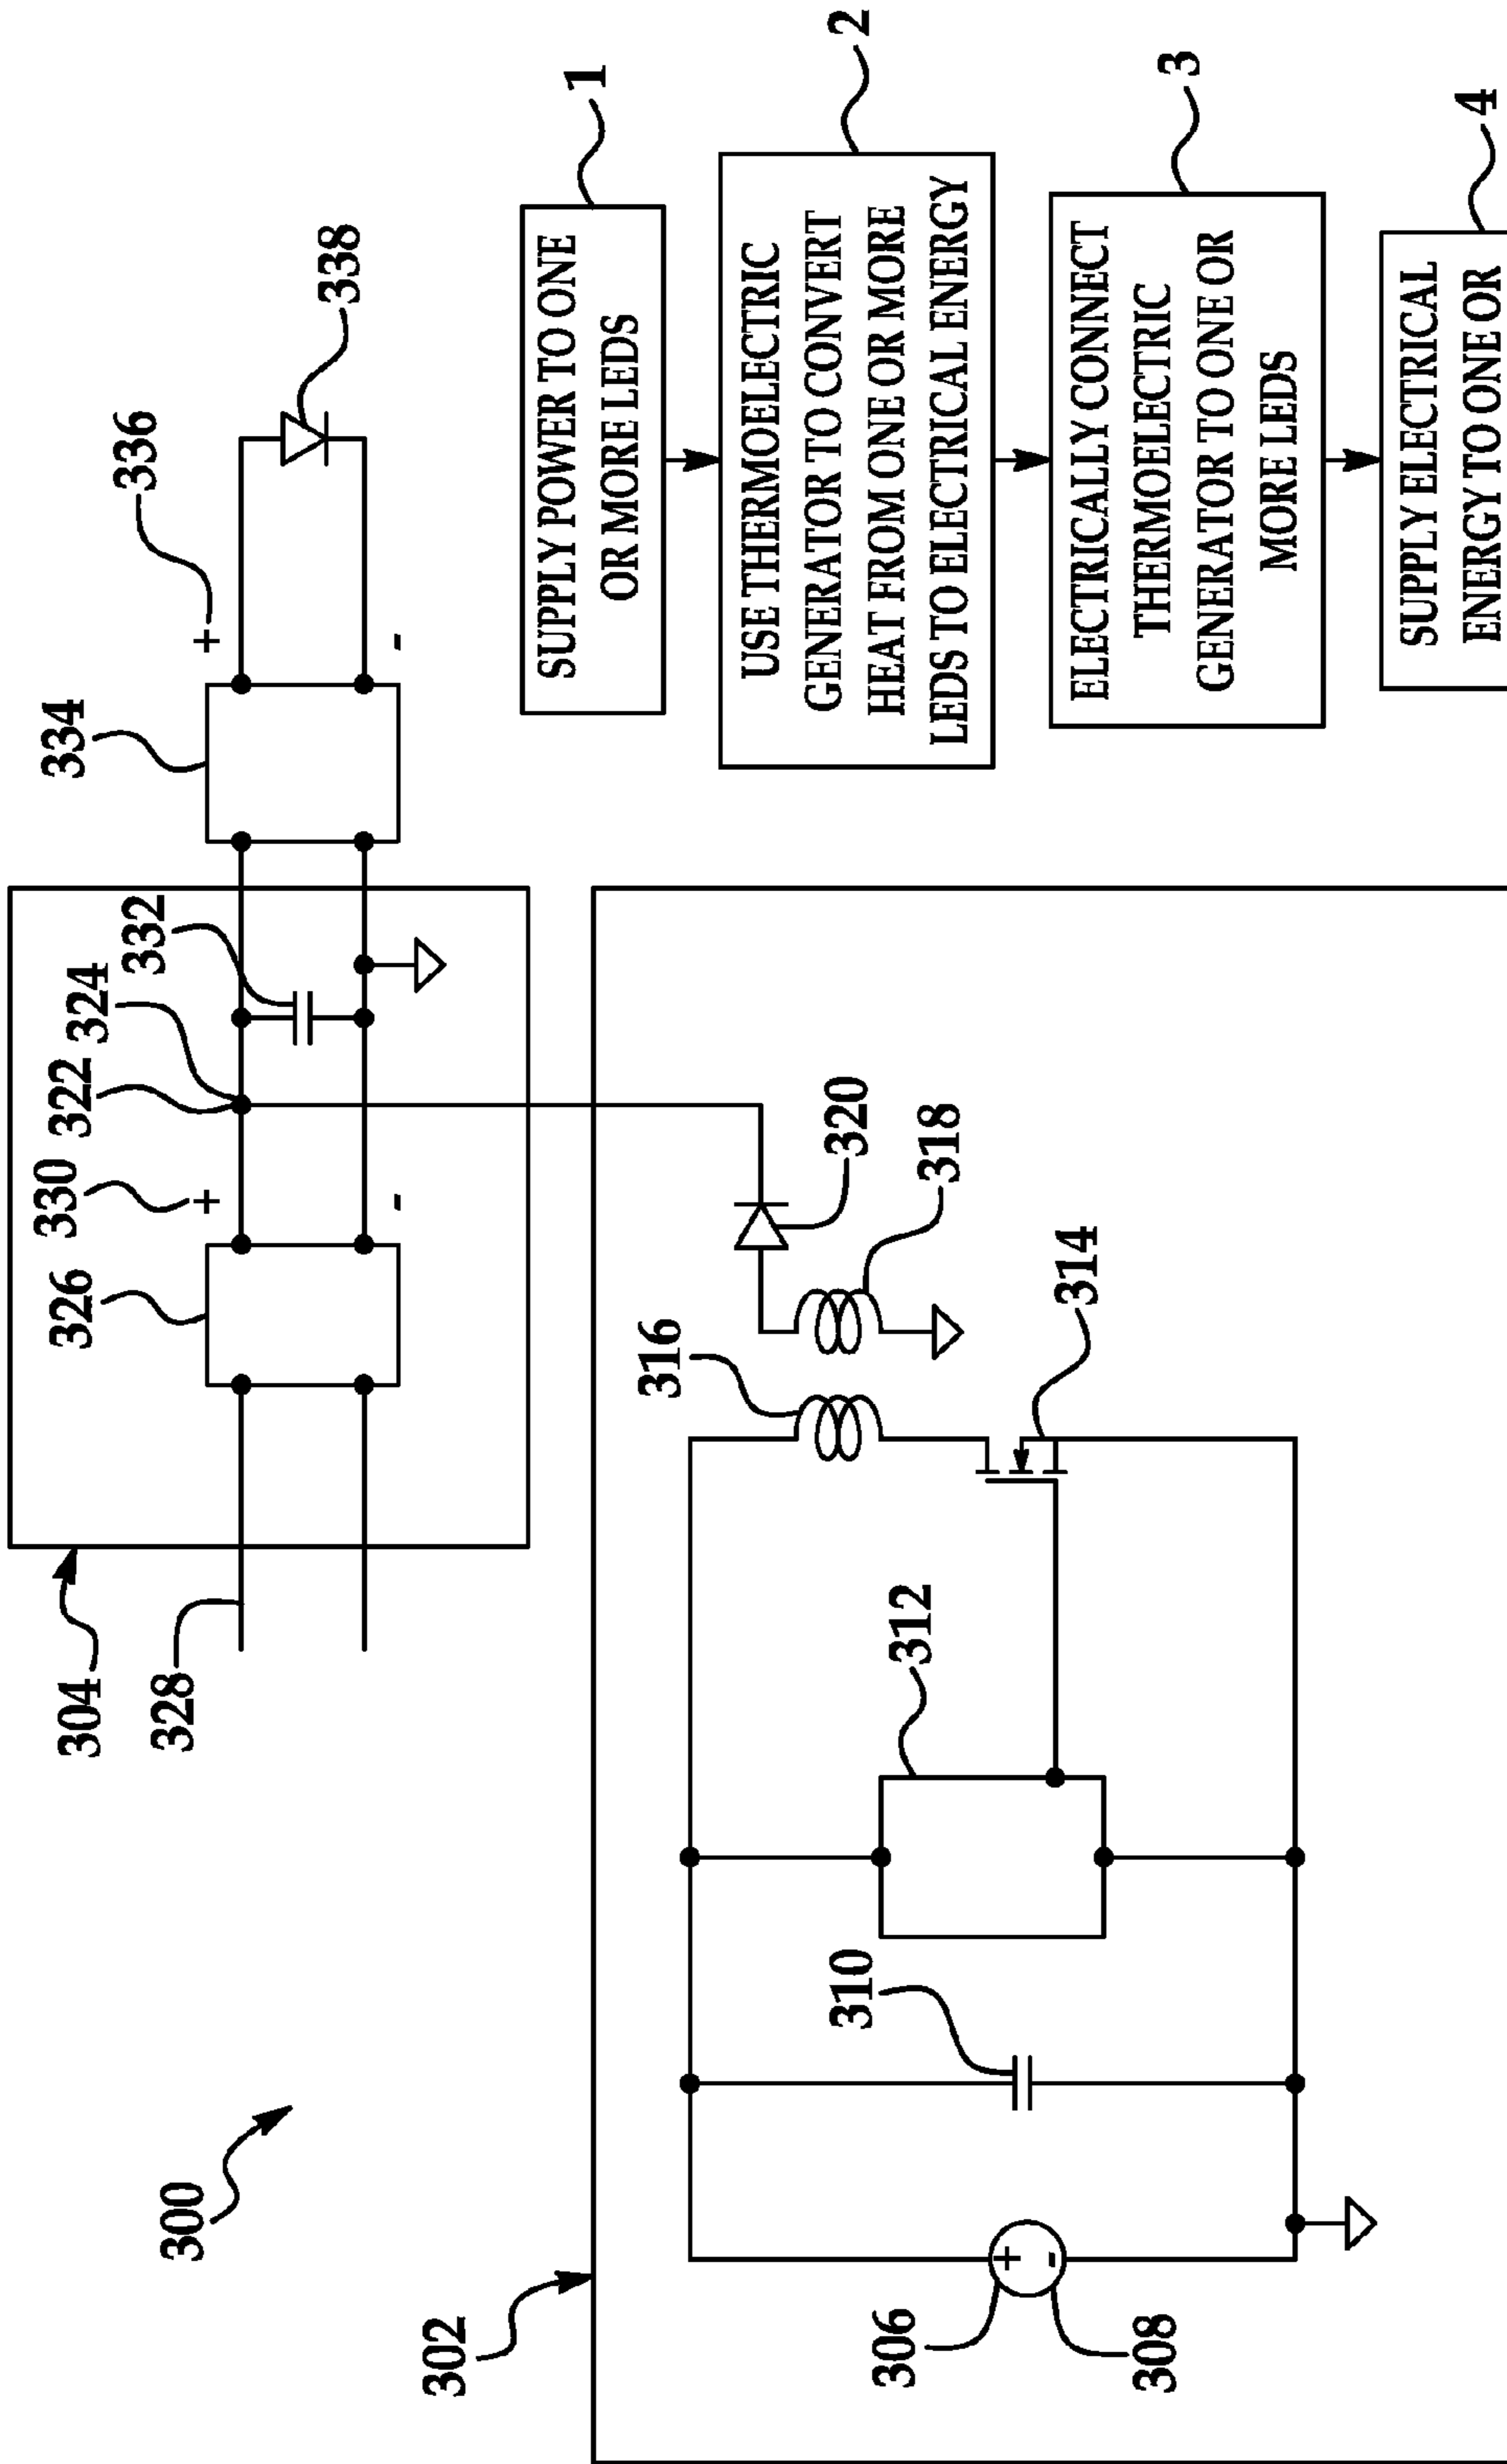 300
302
304
328
326
330
+
-
322
324
332
334
336
+
-
338
306
308
+
-
310
312
314
316
318
320
SUPPLY POWER TO ONE
OR MORE LEDS
1
USE THERMOELECTRIC
GENERATOR TO CONVERT
HEAT FROM ONE OR MORE
LEDS TO ELECTRICAL ENERGY
2
ELECTRICALLY CONNECT
THERMOELECTRIC
GENERATOR TO ONE OR
MORE LEDS
3
SUPPLY ELECTRICAL
ENERGY TO ONE OR
4